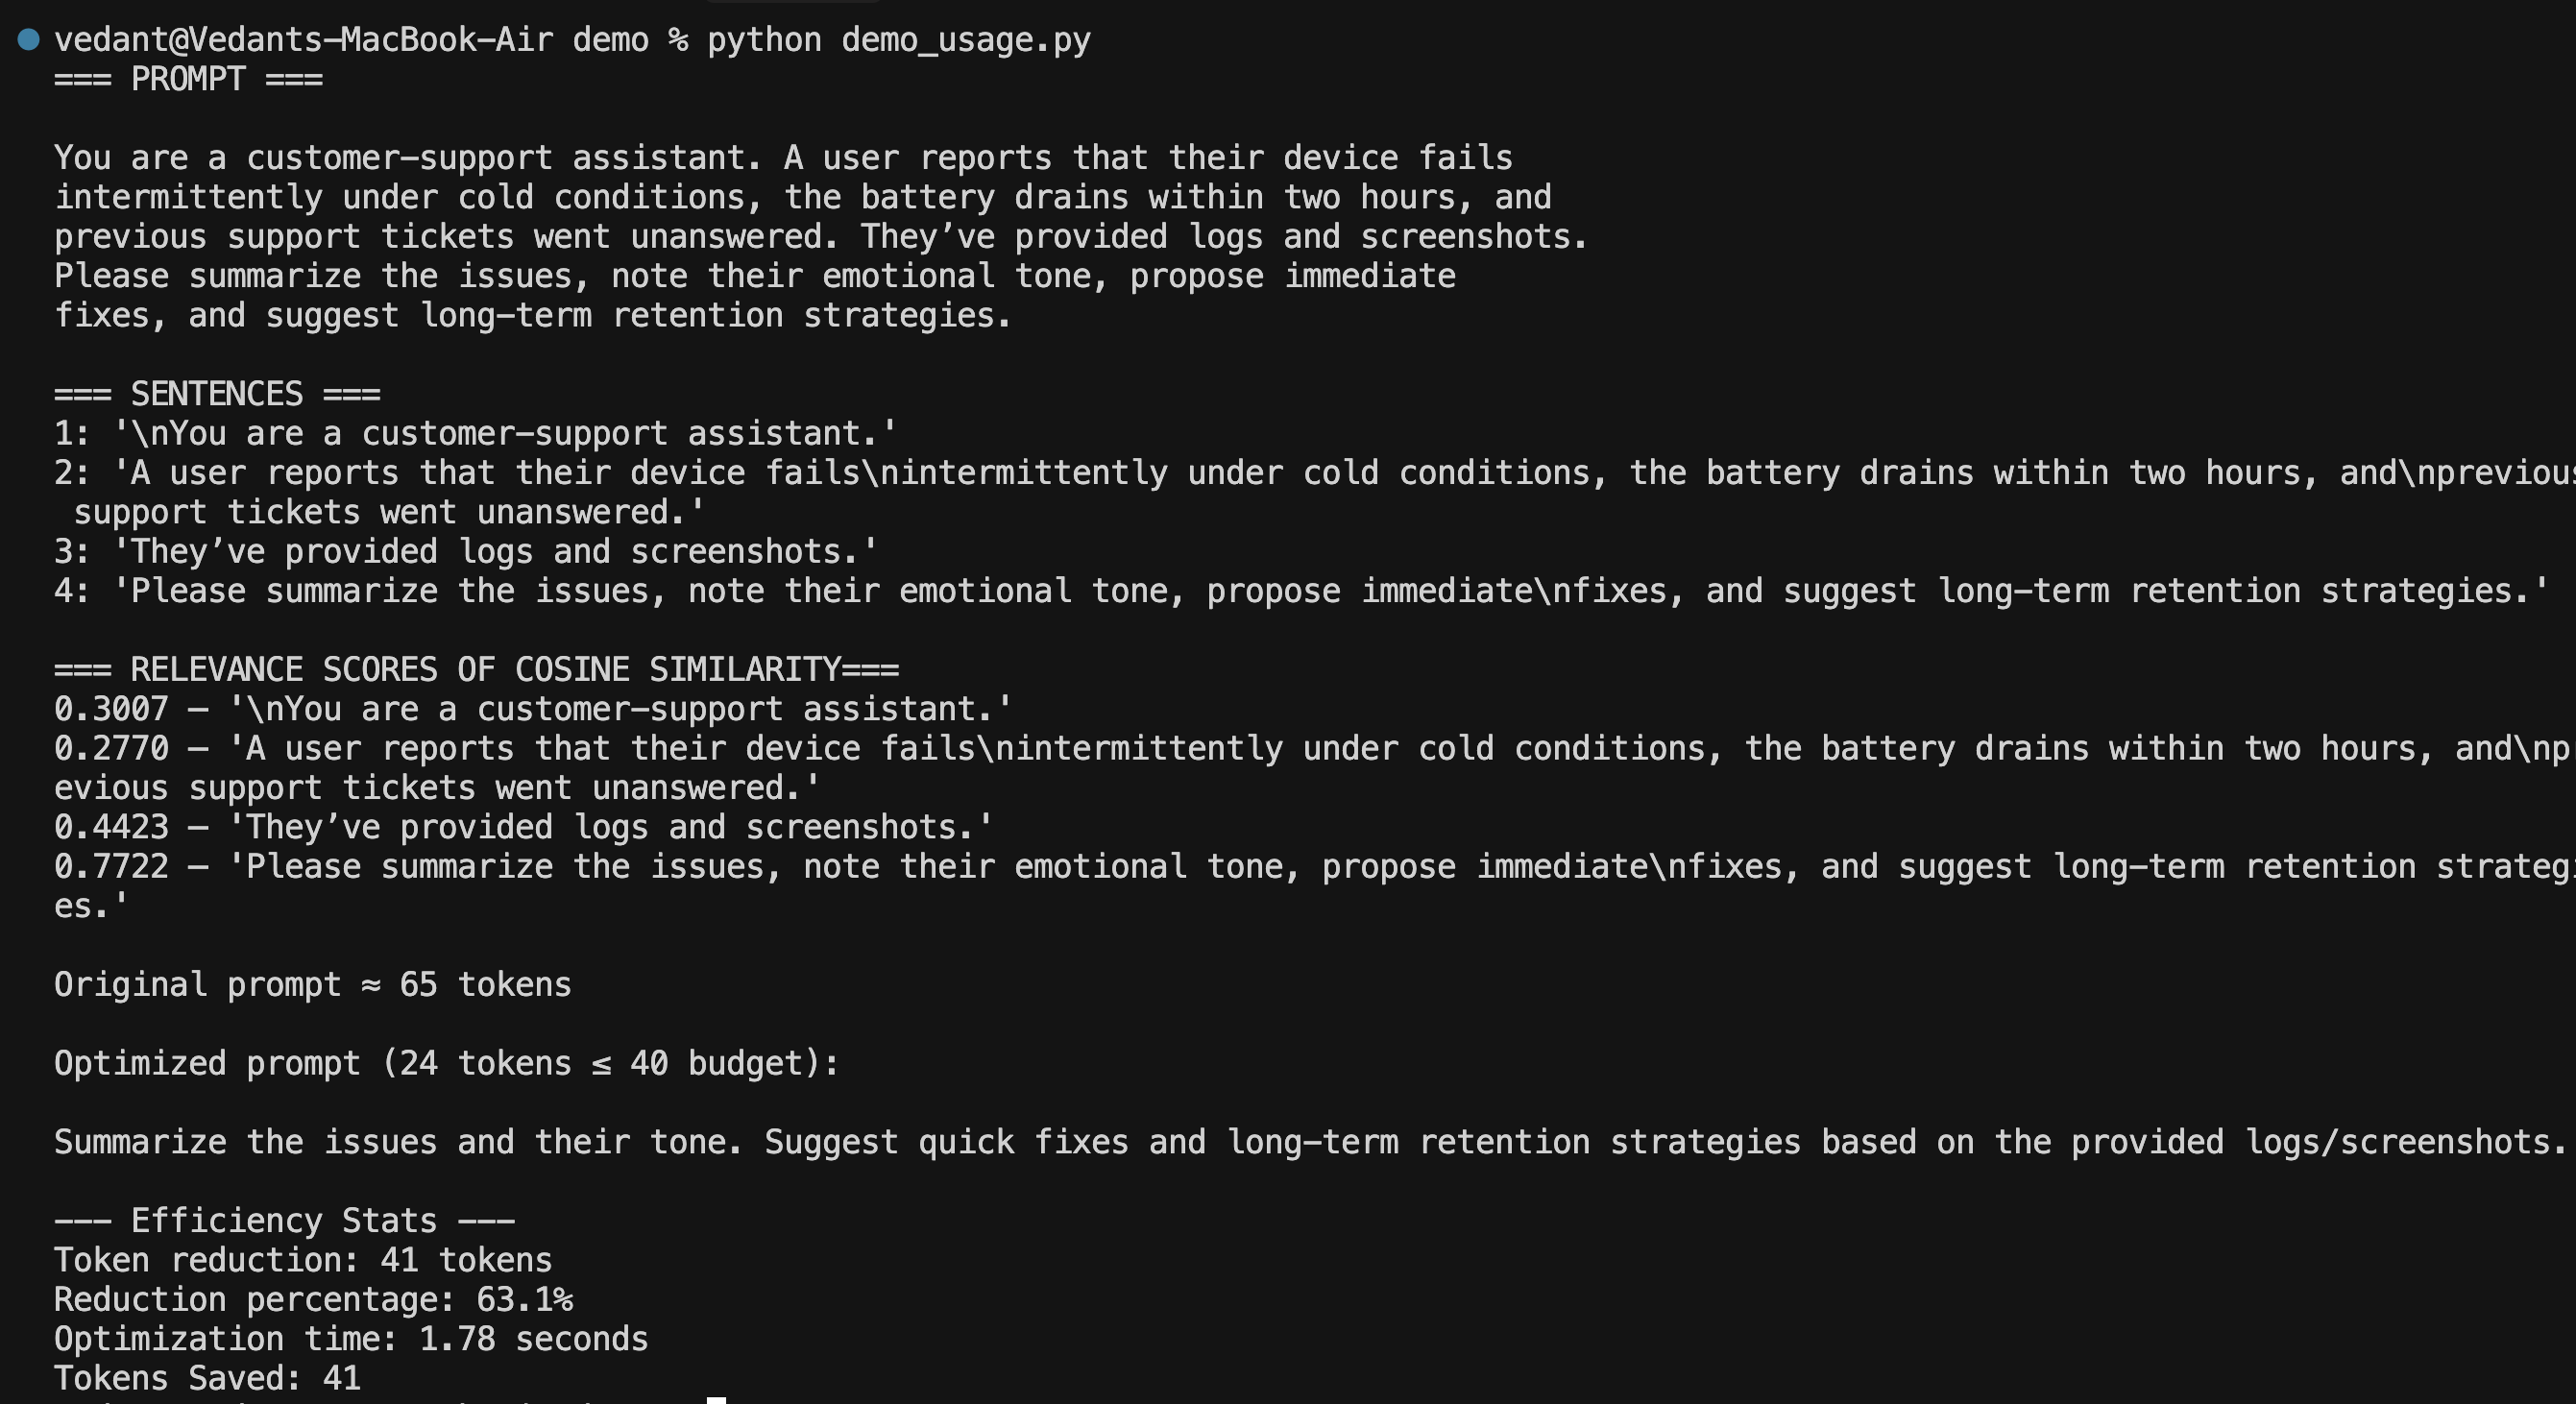 vedant@Vedants-MacBook-Air demo % python demo_usage.py
=== PROMPT ===
You are a customer-support assistant. A user reports that their device fails
intermittently under cold conditions, the battery drains within two hours, and
previous support tickets went unanswered. They’ve provided logs and screenshots.
Please summarize the issues, note their emotional tone, propose immediate
fixes, and suggest long-term retention strategies.
=== SENTENCES ===
1: '\nYou are a customer-support assistant.'
2: 'A user reports that their device fails\nintermittently under cold conditions, the battery drains within two hours, and\nprevious
support tickets went unanswered.'
3: 'They’ve provided logs and screenshots.'
4: 'Please summarize the issues, note their emotional tone, propose immediate\nfixes, and suggest long-term retention strategies.'
=== RELEVANCE SCORES OF COSINE SIMILARITY===
0.3007 — '\nYou are a customer-support assistant.'
0.2770 — 'A user reports that their device fails\nintermittently under cold conditions, the battery drains within two hours, and\npr
evious support tickets went unanswered.'
0.4423 — 'They’ve provided logs and screenshots.'
0.7722 — 'Please summarize the issues, note their emotional tone, propose immediate\nfixes, and suggest long-term retention strategi
es.'
Original prompt ≈ 65 tokens
Optimized prompt (24 tokens ≤ 40 budget):
Summarize the issues and their tone. Suggest quick fixes and long-term retention strategies based on the provided logs/screenshots.
--- Efficiency Stats ---
Token reduction: 41 tokens
Reduction percentage: 63.1%
Optimization time: 1.78 seconds
Tokens Saved: 41